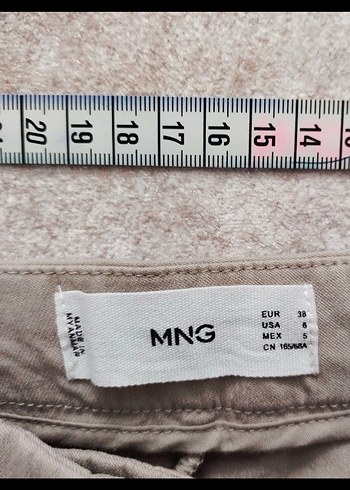 20 19 18 17 16 15 14
MADE IN
MYANMAR
MNG
EUR 38
USA 6
MEX 5
CN 165/68A